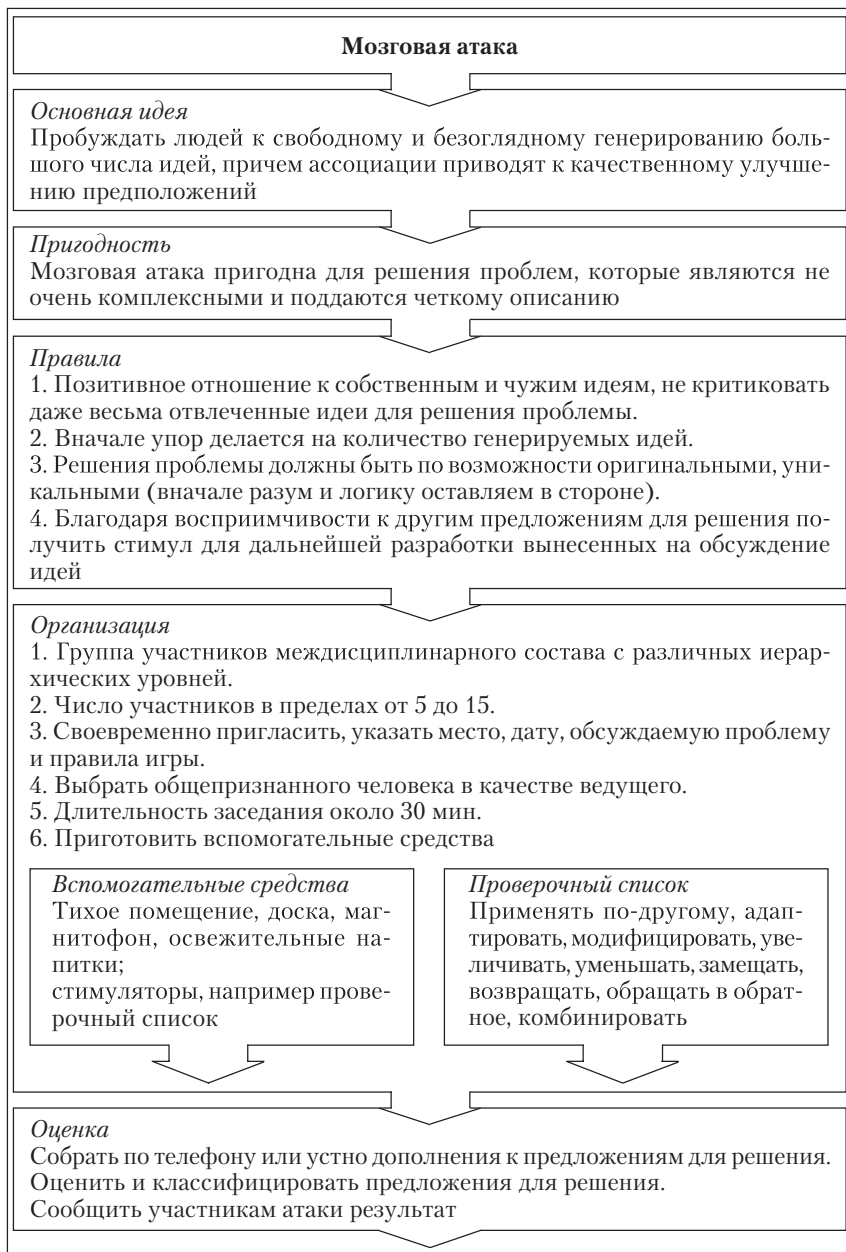 Мозговая атака
Основная идея
Пробуждать людей к свободному и безоглядному генерированию боль-
шого числа идей, причем ассоциации приводят к качественному улучше-
нию предположений
Пригодность
Мозговая атака пригодна для решения проблем, которые являются не
очень комплексными и поддаются четкому описанию
Правила
1. Позитивное отношение к собственным и чужим идеям, не критиковать
даже весьма отвлеченные идеи для решения проблемы.
2. Вначале упор делается на количество генерируемых идей.
3. Решения проблемы должны быть по возможности оригинальными, уни-
кальными (вначале разум и логику оставляем в стороне).
4. Благодаря восприимчивости к другим предложениям для решения по-
лучить стимул для дальнейшей разработки вынесенных на обсуждение
идей
Организация
1. Группа участников междисциплинарного состава с различных иерар-
хических уровней.
2. Число участников в пределах от 5 до 15.
3. Своевременно пригласить, указать место, дату, обсуждаемую проблему
и правила игры.
4. Выбрать общепризнанного человека в качестве ведущего.
5. Длительность заседания около 30 мин.
6. Приготовить вспомогательные средства
Вспомогательные средства
Тихое помещение, доска, маг-
нитофон, освежительные на-
питки;
стимуляторы, например прове-
рочный список
Проверочный список
Применять по-другому, адап-
тировать, модифицировать, уве-
личивать, уменьшать, замещать,
возвращать, обращать в обрат-
ное, комбинировать
Оценка
Собрать по телефону или устно дополнения к предложениям для решения.
Оценить и классифицировать предложения для решения.
Сообщить участникам атаки результат